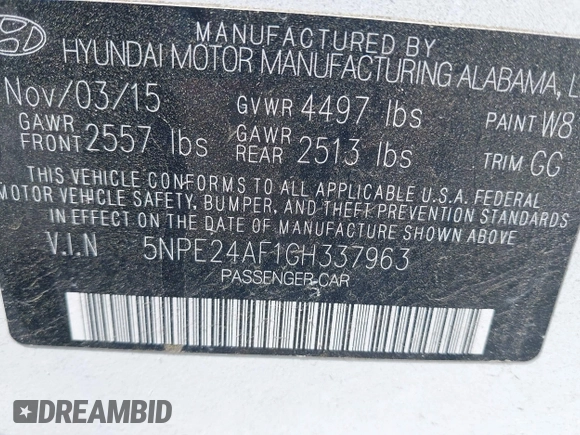 MANUFACTURED BY
HYUNDAI MOTOR MANUFACTURING ALABAMA, L
Nov/03/15 GVWR 4497 lbs PAINT W8
GAWR FRONT 2557 lbs GAWR REAR 2513 lbs TRIM GG
THIS VEHICLE CONFORMS TO ALL APPLICABLE U.S.A. FEDERAL
MOTOR VEHICLE SAFETY, BUMPER, AND THEFT PREVENTION STANDARDS
IN EFFECT ON THE DATE OF MANUFACTURE SHOWN ABOVE
V.I.N 5NPE24AF1GH337963
PASSENGER CAR
DREAMBID